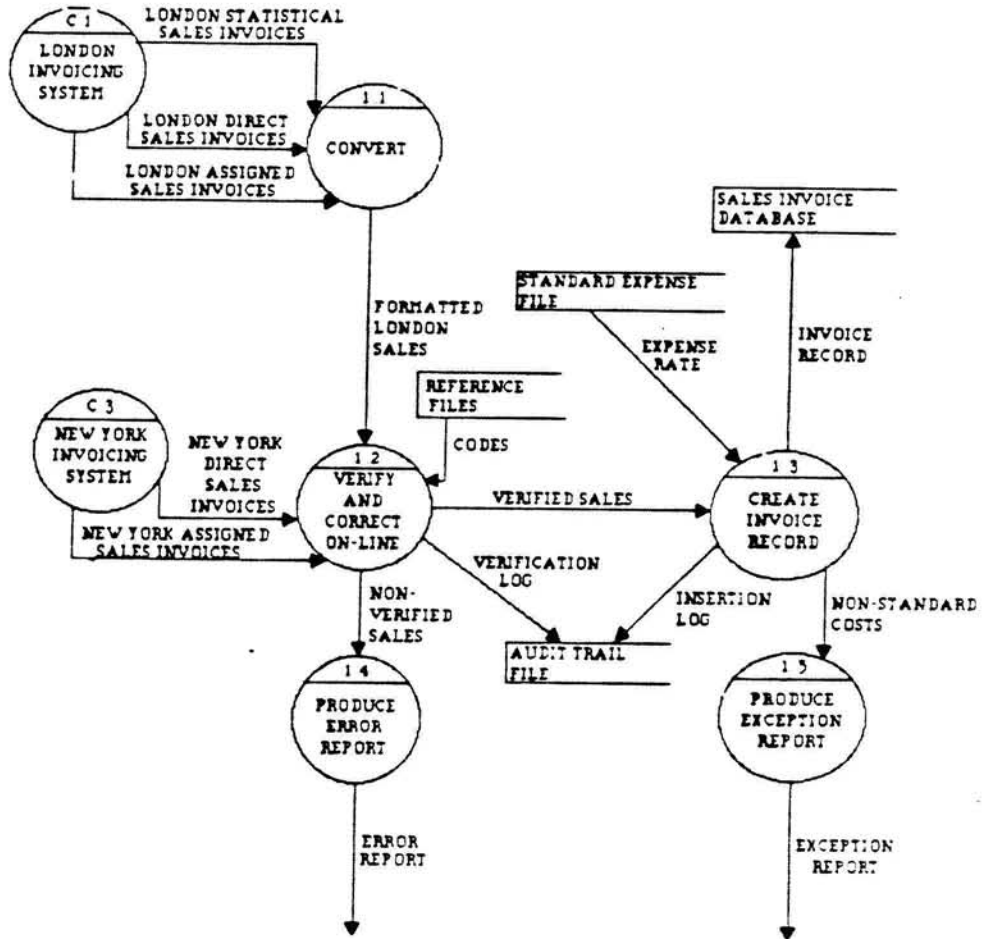 C 1
LONDON
INVOICING
SYSTEM
LONDON STATISTICAL
SALES INVOICES
LONDON DIRECT
SALES INVOICES
LONDON ASSIGNED
SALES INVOICES
1 1
CONVERT
SALES INVOICE
DATABASE
STANDARD EXPENSE
FILE
FORMATTED
LONDON
SALES
EXPENSE
RATE
INVOICE
RECORD
REFERENCE
FILES
CODES
C 3
NEW YORK
INVOICING
SYSTEM
NEW YORK
DIRECT
SALES
INVOICES
NEW YORK ASSIGNED
SALES INVOICES
1 2
VERIFY
AND
CORRECT
ON-LINE
VERIFIED SALES
1 3
CREATE
INVOICE
RECORD
VERIFICATION
LOG
INSERTION
LOG
NON-
VERIFIED
SALES
NON-STANDARD
COSTS
AUDIT TRAIL
FILE
1 4
PRODUCE
ERROR
REPORT
1 5
PRODUCE
EXCEPTION
REPORT
ERROR
REPORT
EXCEPTION
REPORT